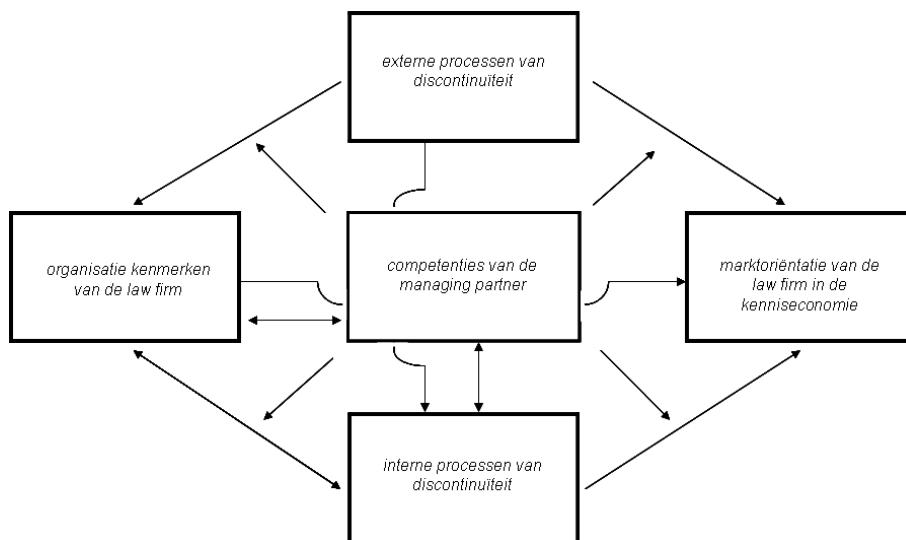 externe processen van
discontinuïteit
organisatie kenmerken
van de law firm
competenties van de
managing partner
marktoriëntatie van de
law firm in de
kenniseconomie
interne processen van
discontinuïteit